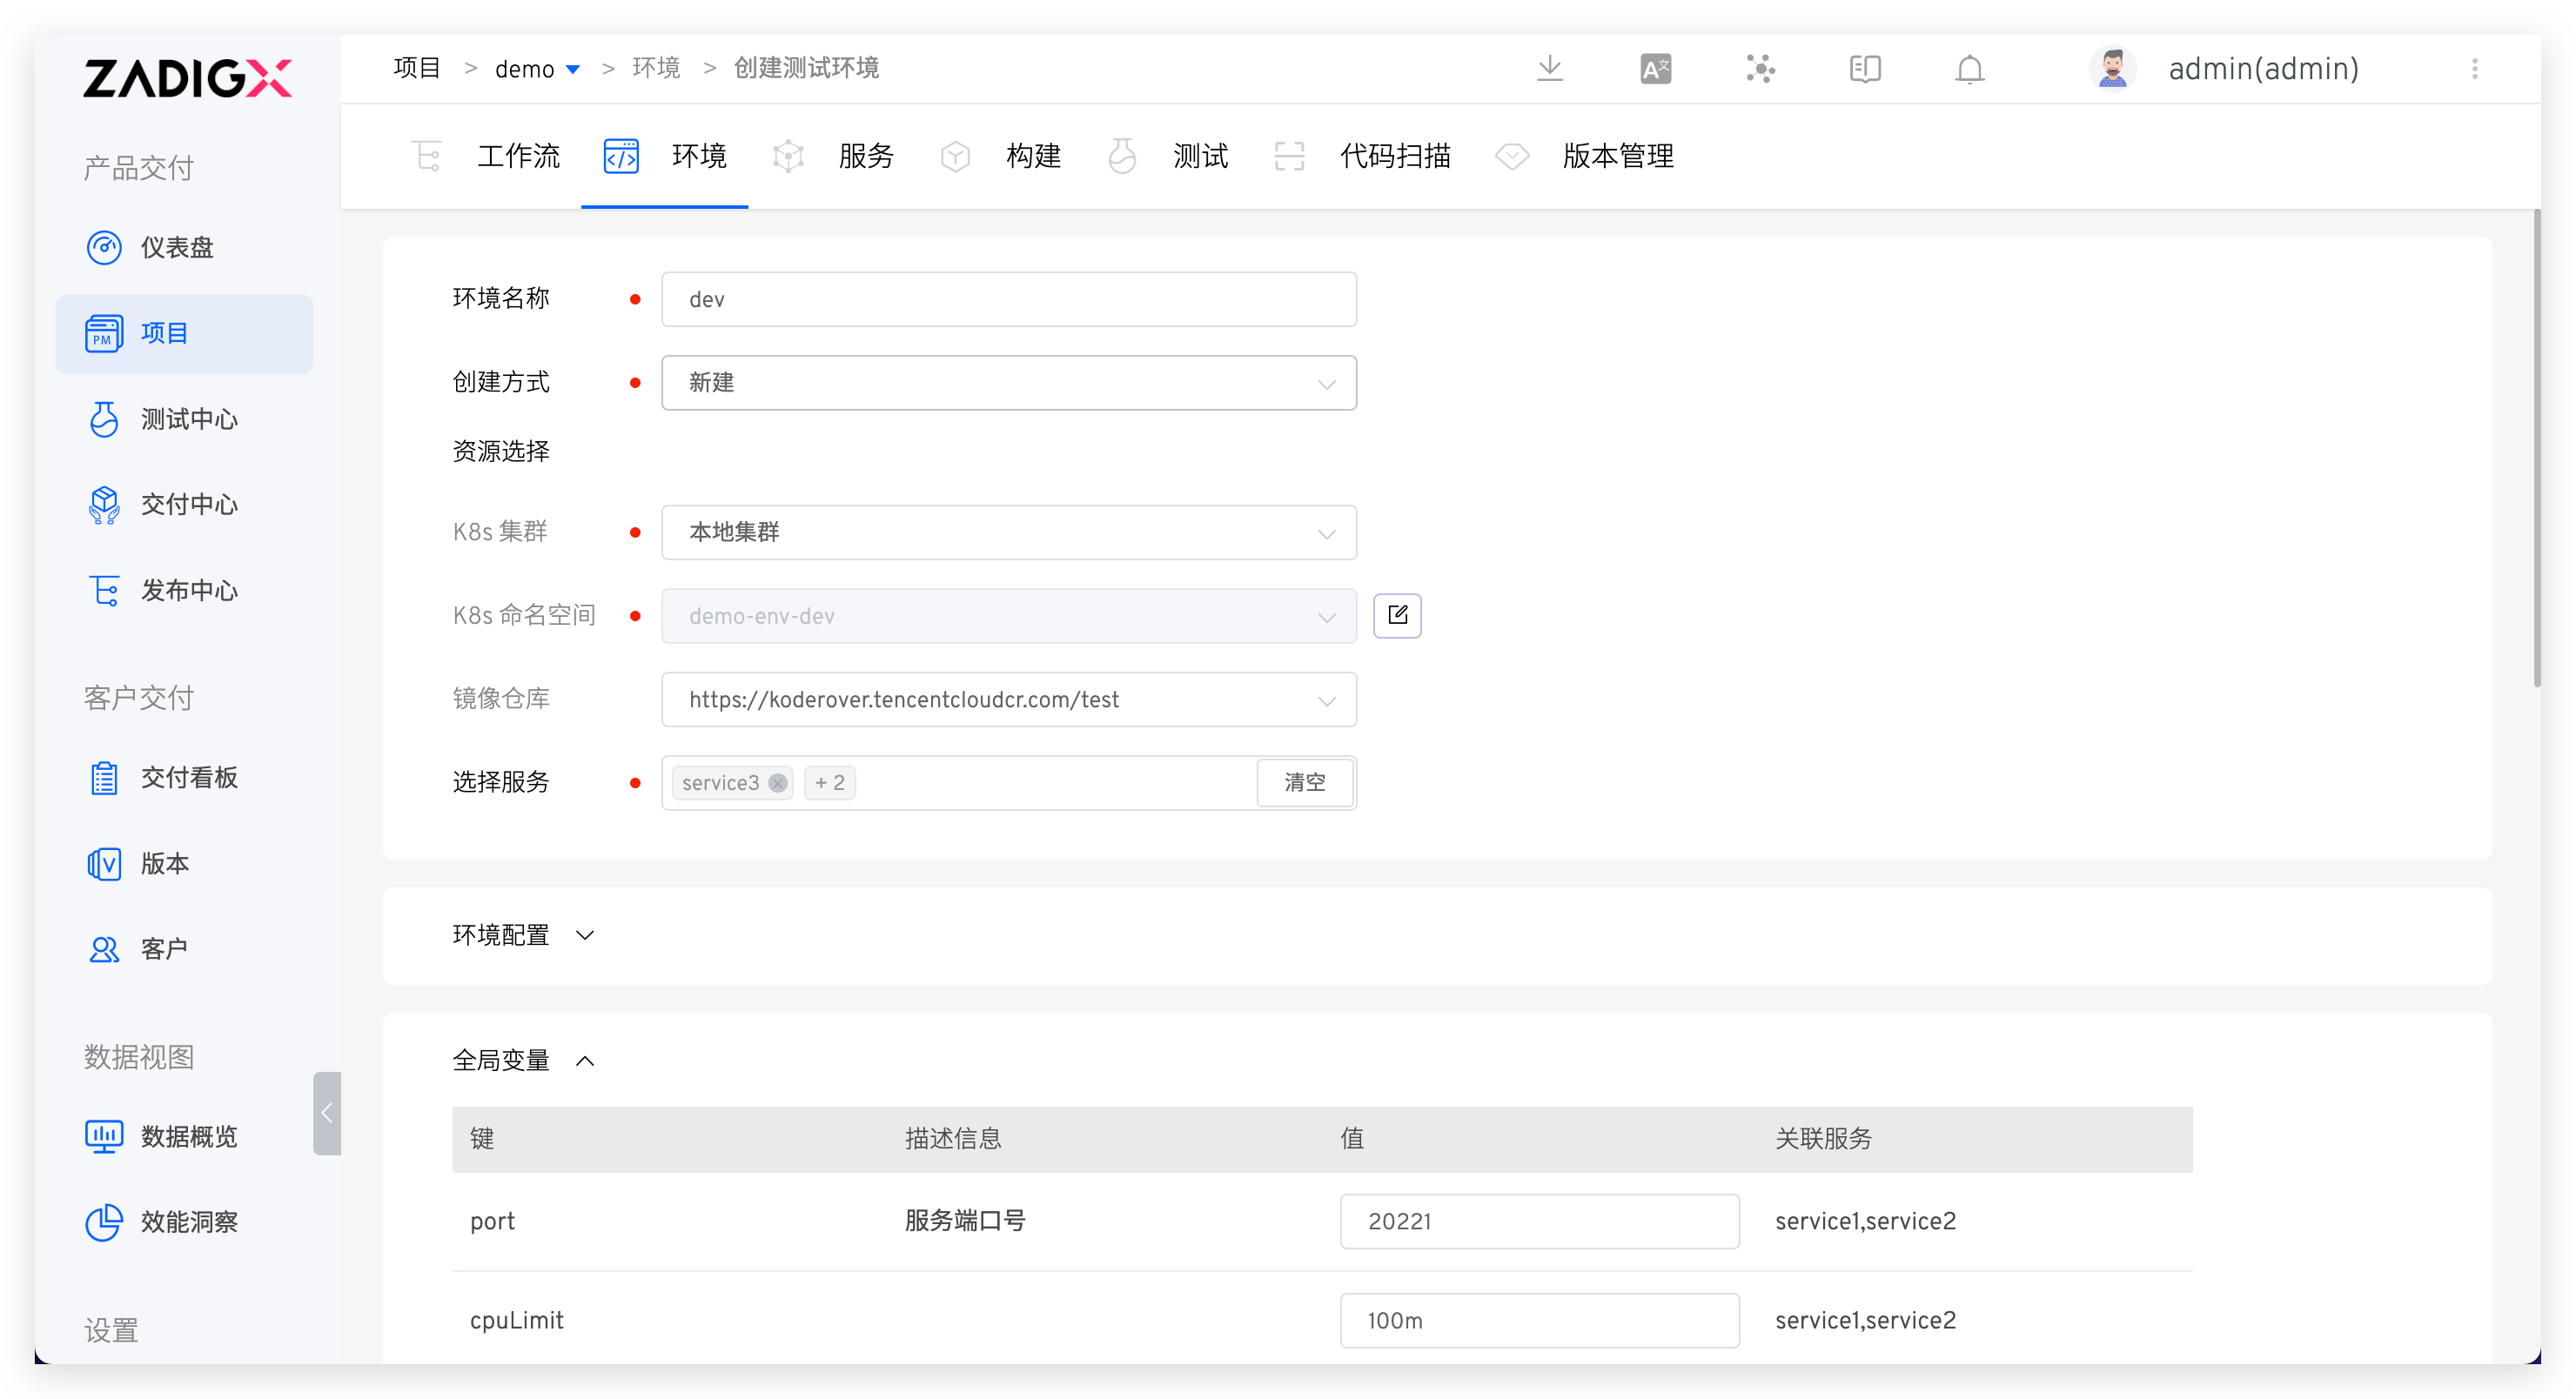 ZADIGX
产品交付
仪表盘
PM
项目
测试中心
交付中心
发布中心
客户交付
交付看板
V
版本
客户
数据视图
数据概览
效能洞察
设置
项目 > demo > 环境 > 创建测试环境
A文
admin(admin)
工作流 环境 服务 构建 测试 代码扫描 版本管理
环境名称 dev
创建方式 新建
资源选择
K8s 集群 本地集群
K8s 命名空间 demo-env-dev
镜像仓库 https://koderover.tencentcloudcr.com/test
选择服务 service3 + 2 清空
环境配置
全局变量
键 描述信息 值 关联服务
port 服务端口号 20221 service1,service2
cpuLimit 100m service1,service2